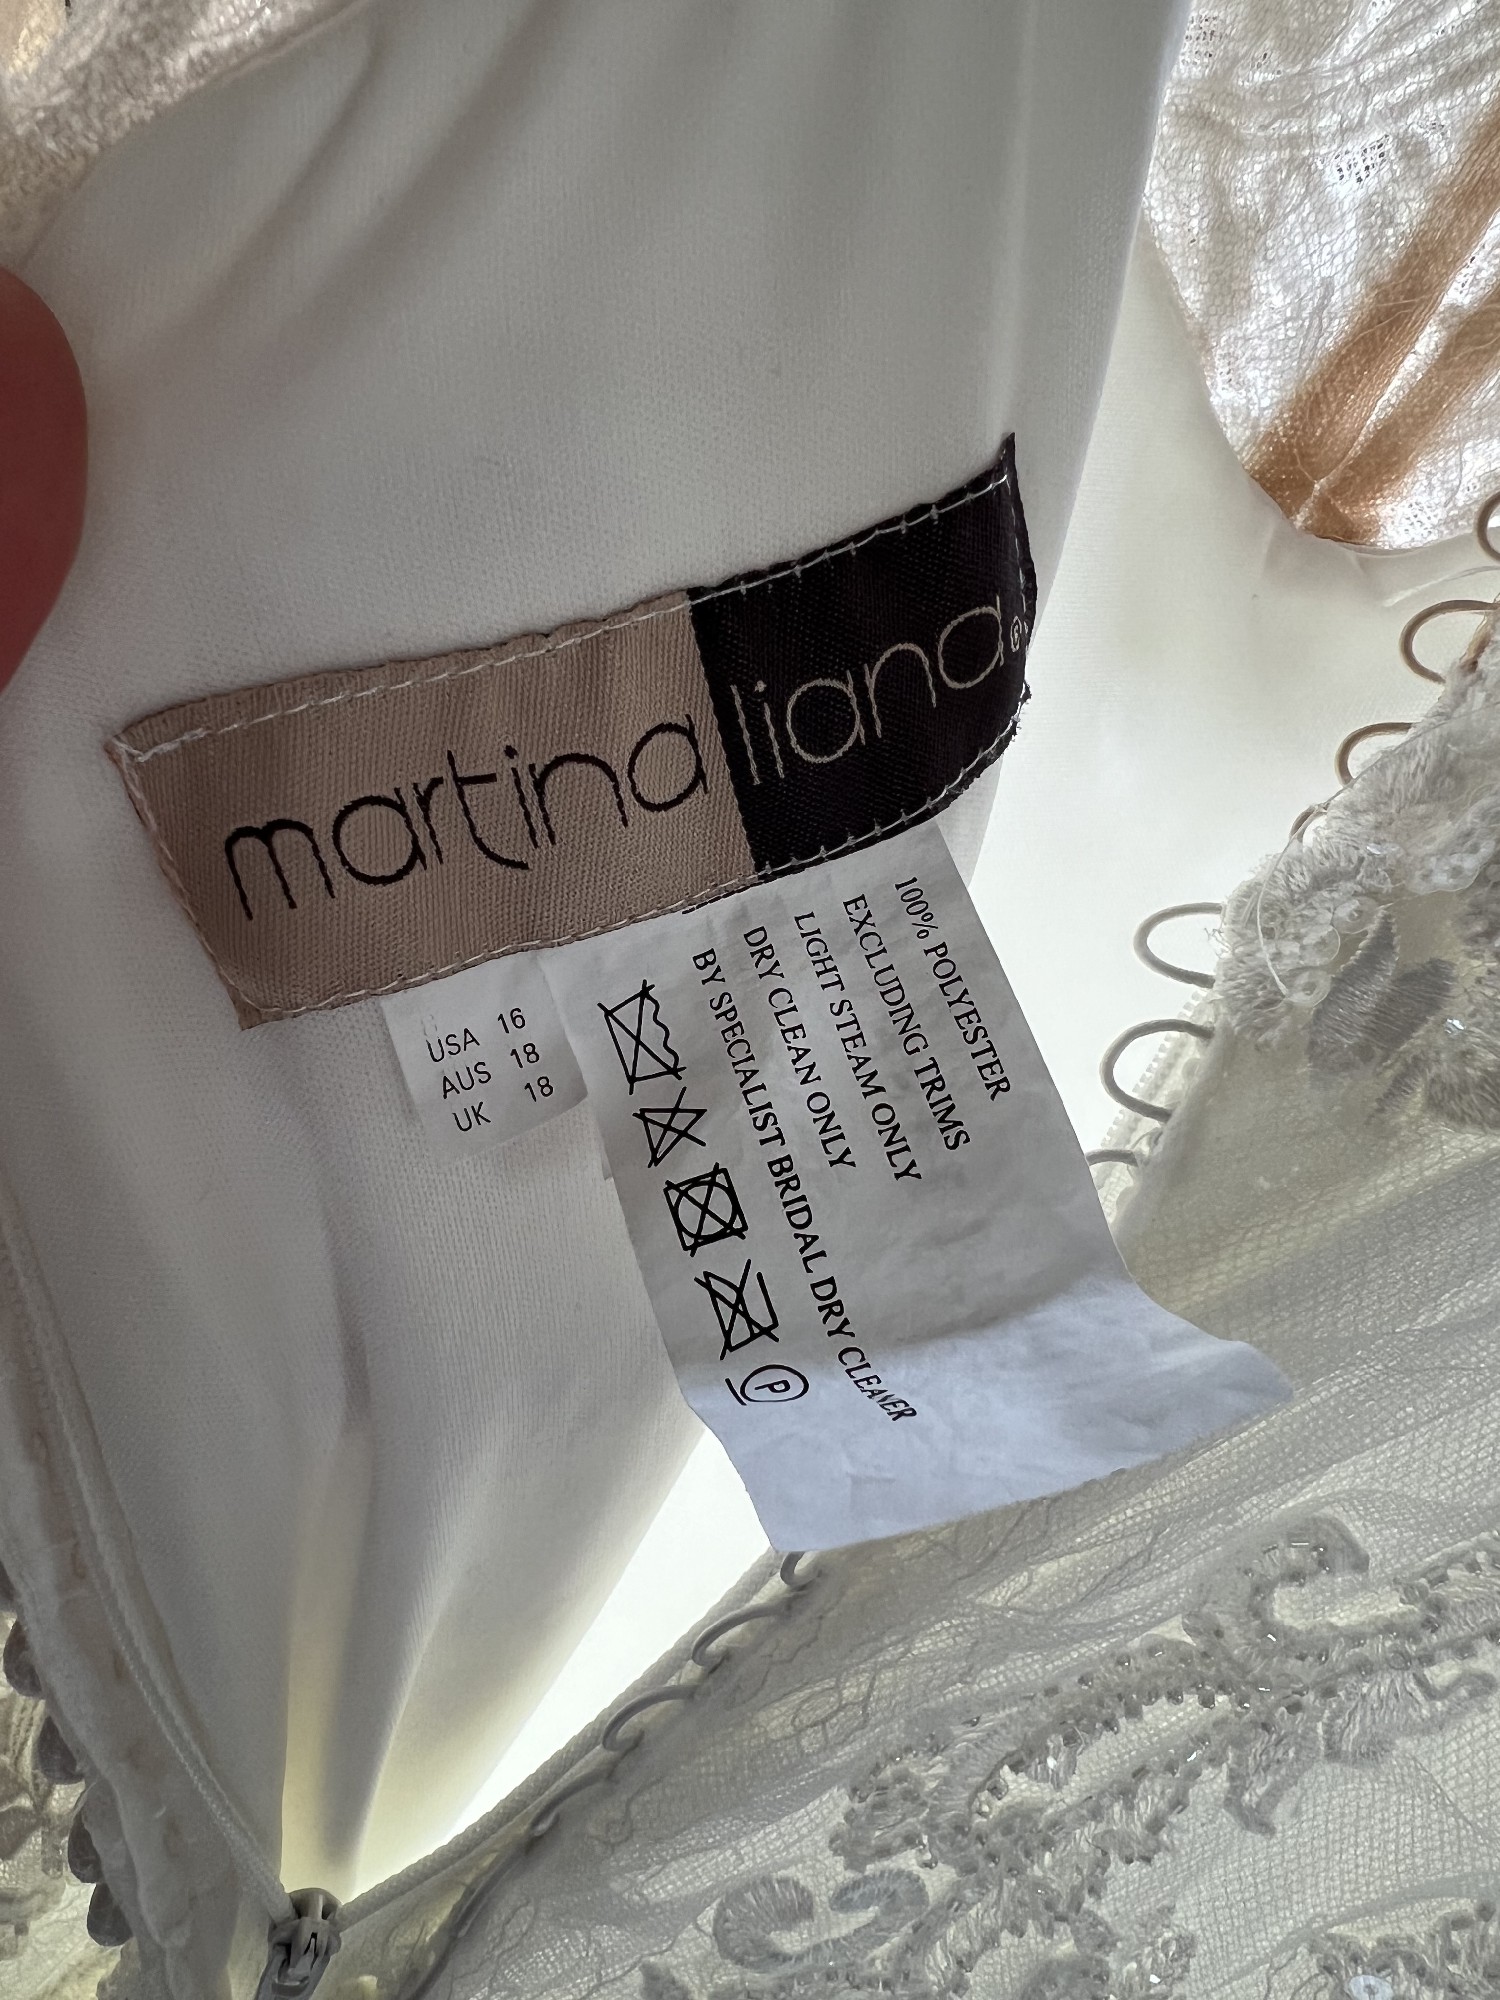 martina liana®
USA 16
AUS 18
UK 18
100% POLYESTER
EXCLUDING TRIMS
LIGHT STEAM ONLY
DRY CLEAN ONLY
BY SPECIALIST BRIDAL DRY CLEANER
P